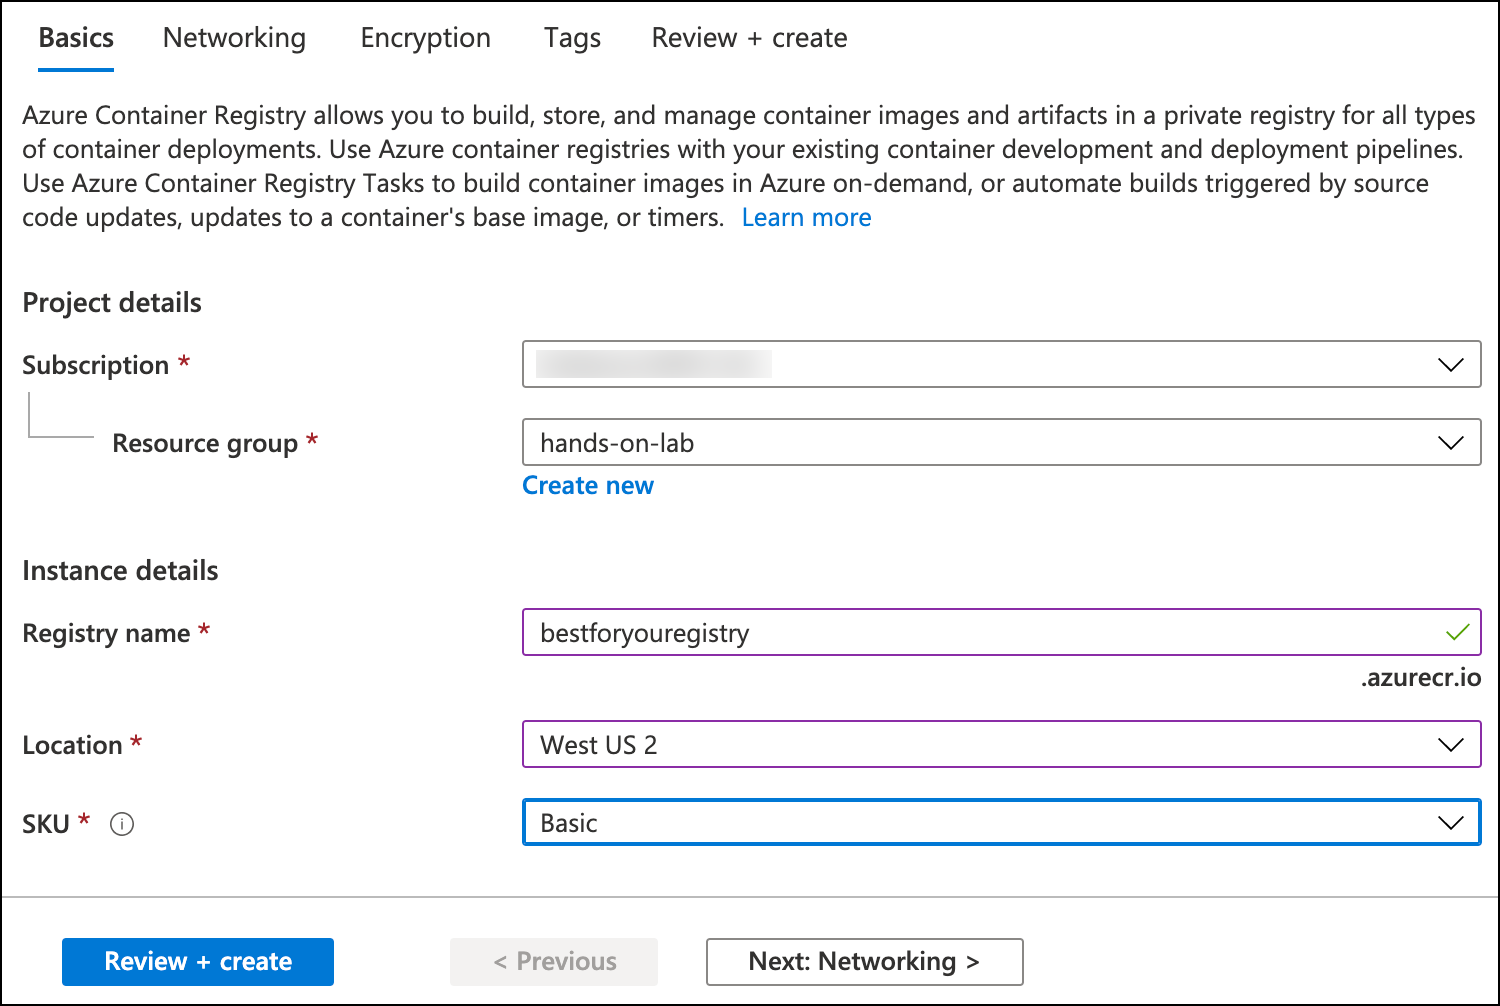 Basics Networking Encryption Tags Review + create
Azure Container Registry allows you to build, store, and manage container images and artifacts in a private registry for all types
of container deployments. Use Azure container registries with your existing container development and deployment pipelines.
Use Azure Container Registry Tasks to build container images in Azure on-demand, or automate builds triggered by source
code updates, updates to a container's base image, or timers. Learn more
Project details
Subscription *
Resource group * hands-on-lab
Create new
Instance details
Registry name * bestforyouregistry
.azurecr.io
Location * West US 2
SKU * Basic
Review + create < Previous Next: Networking >